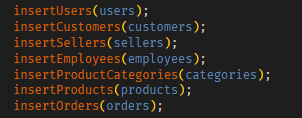 insertUsers(users);
insertCustomers(customers);
insertSellers(sellers);
insertEmployees(employees);
insertProductCategories(categories);
insertProducts(products);
insertOrders(orders);